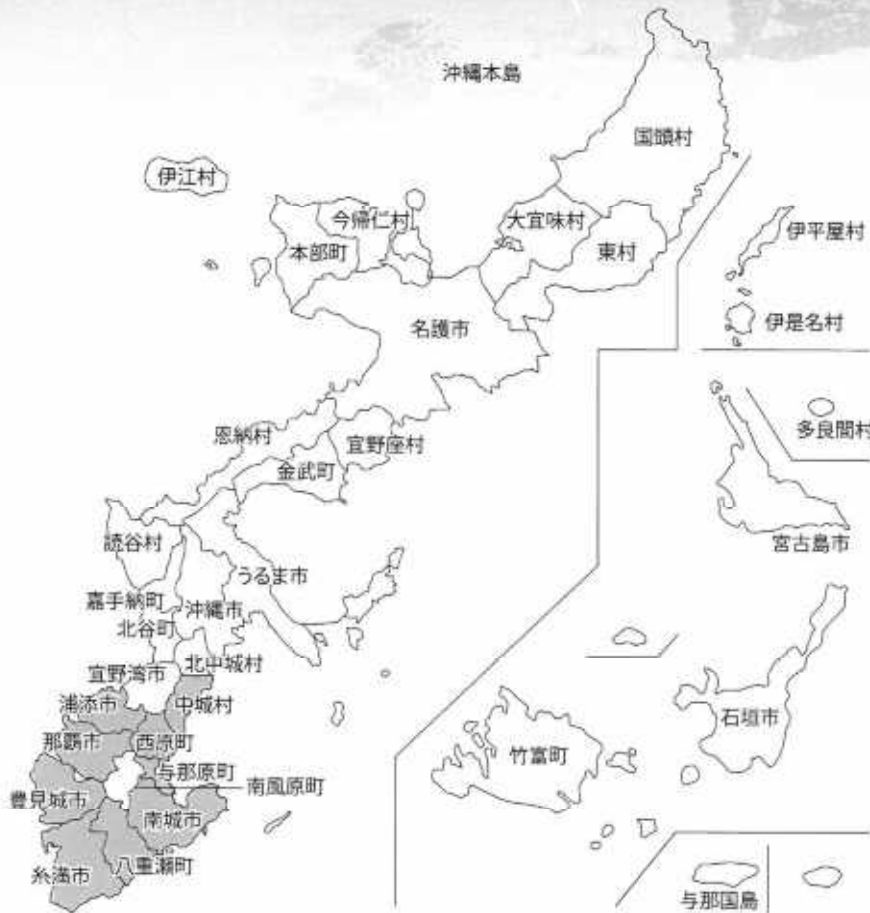 沖縄本島
国頭村
伊江村
今帰仁村
大宜味村
本部町
東村
伊平屋村
名護市
伊是名村
恩納村
宜野座村
多良間村
金武町
読谷村
宮古島市
うるま市
嘉手納町
沖縄市
北谷町
北中城村
宜野湾市
浦添市
中城村
石垣市
那覇市
西原町
竹富町
与那原町
南風原町
豊見城市
南城市
八重瀬町
糸満市
与那国島